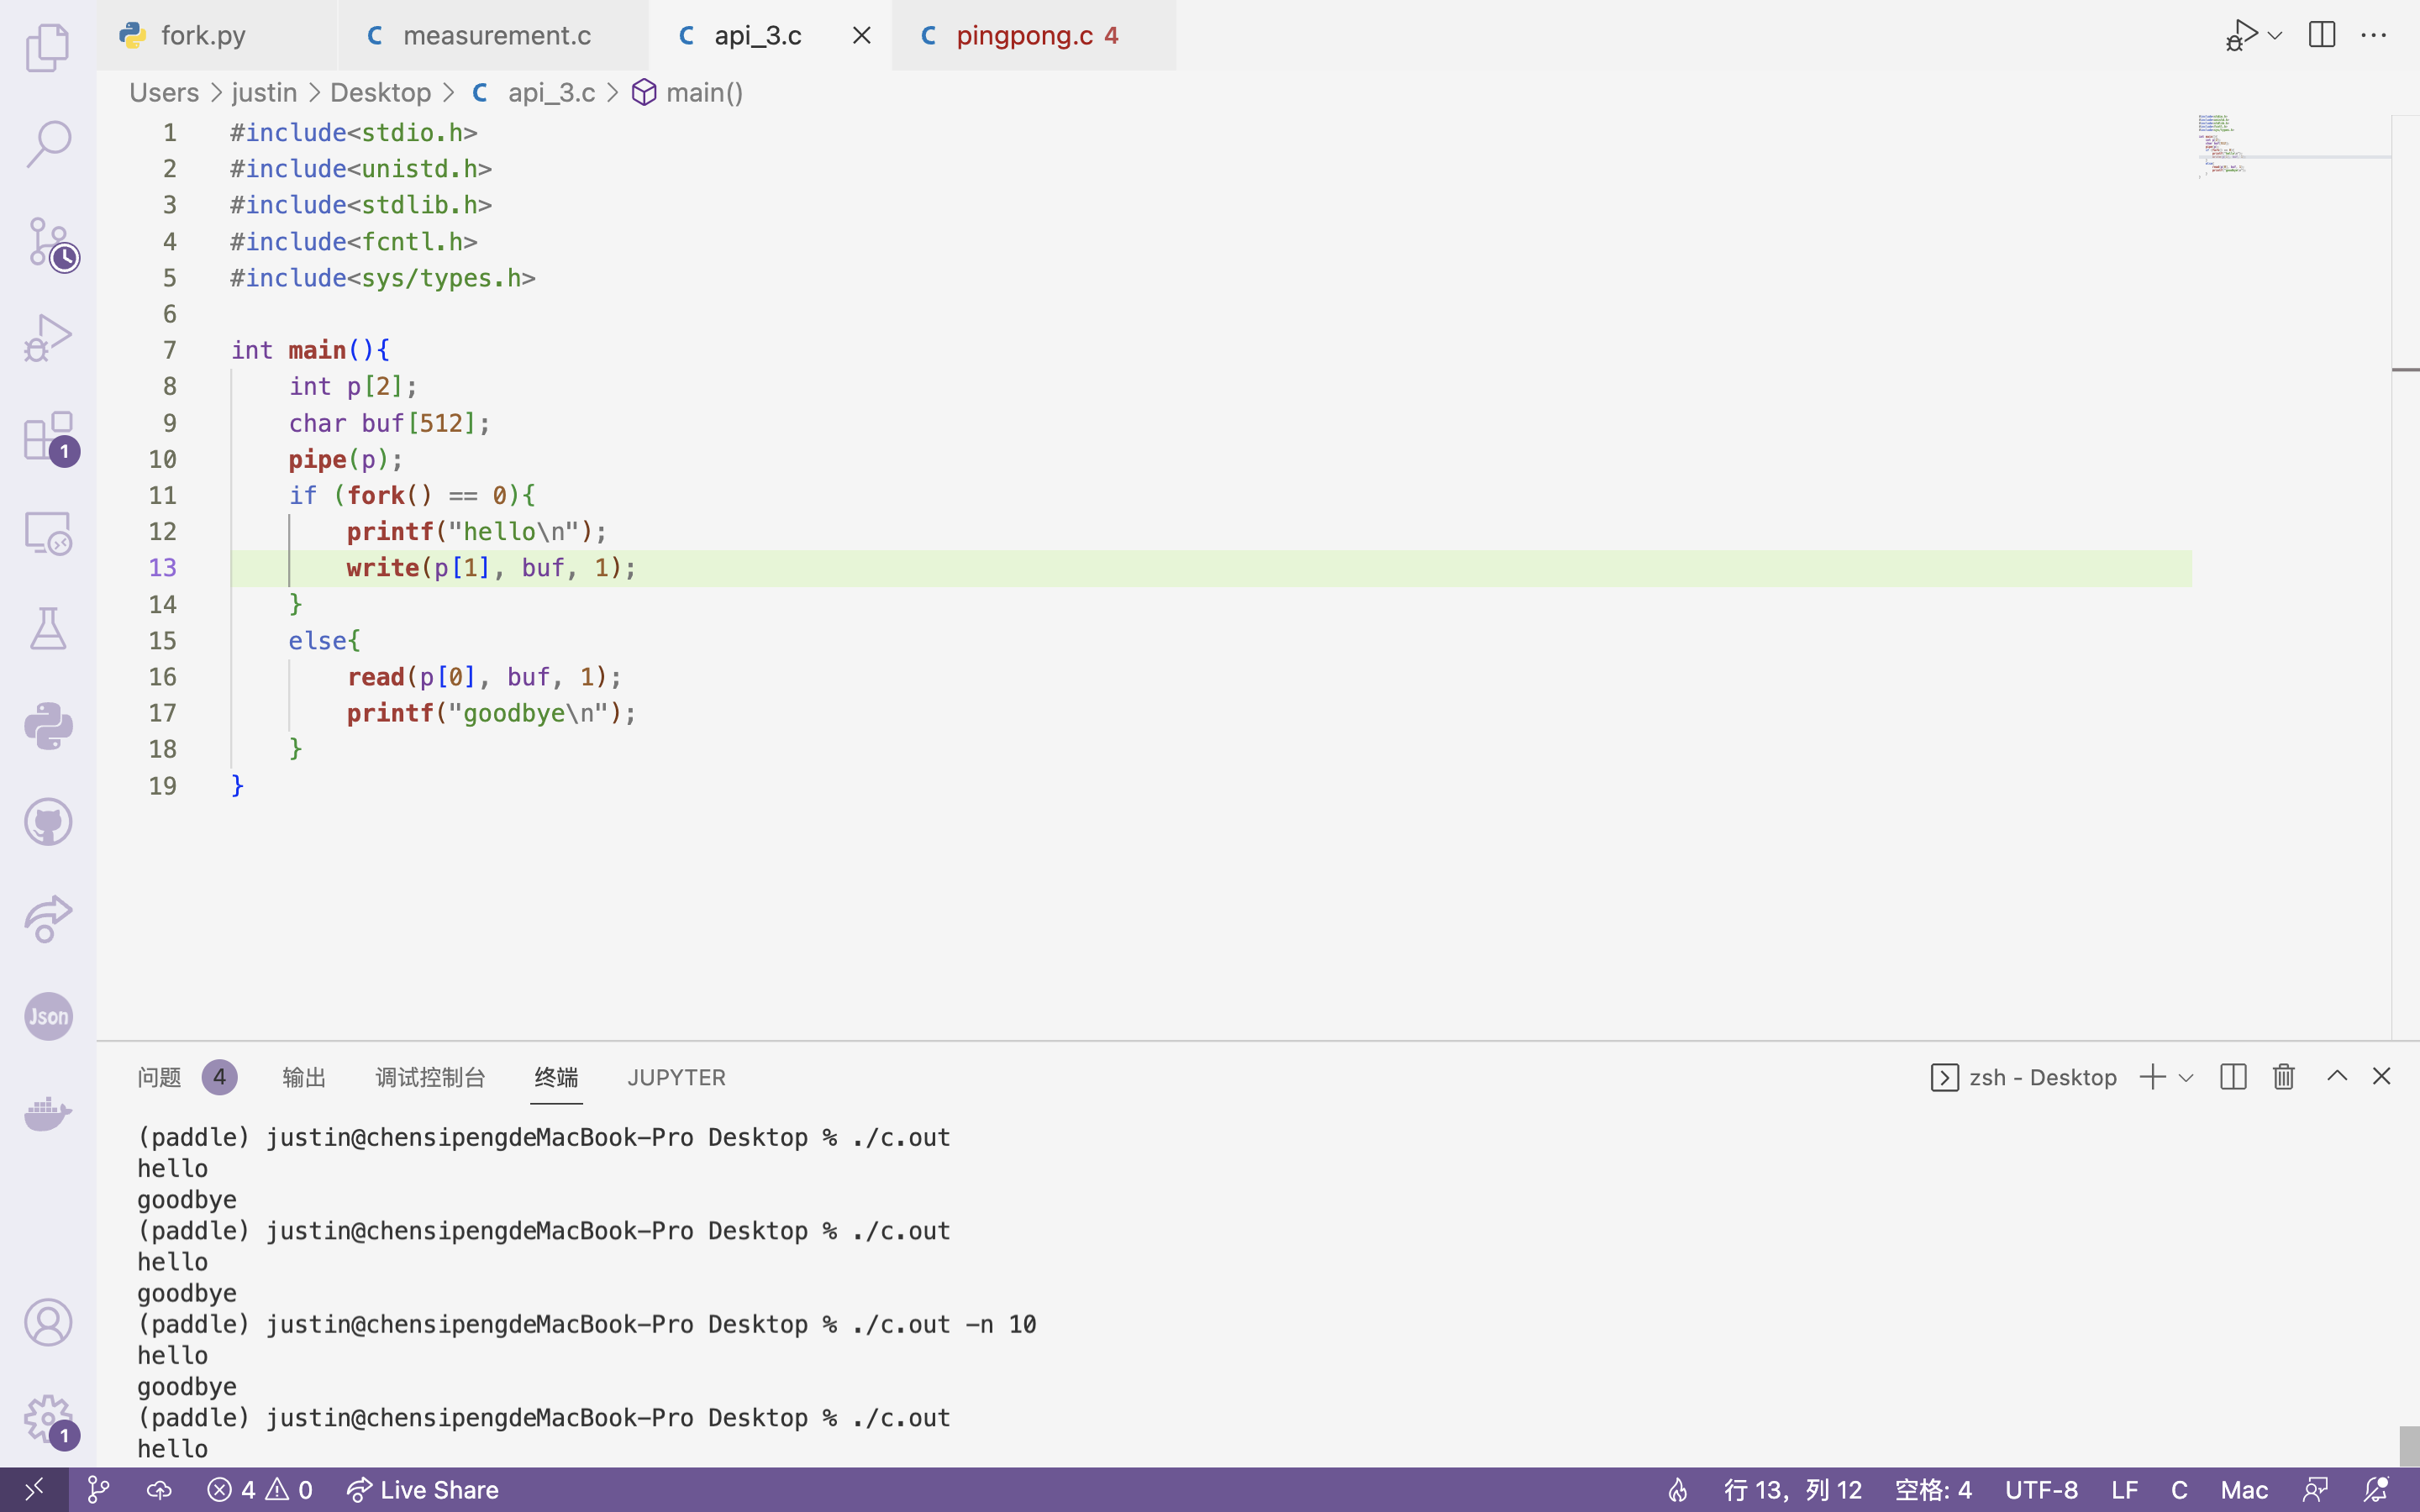 fork.py
measurement.c
api_3.c
pingpong.c 4
Users > justin > Desktop > C api_3.c > main()
1 #include<stdio.h>
2 #include<unistd.h>
3 #include<stdlib.h>
4 #include<fcntl.h>
5 #include<sys/types.h>
6
7 int main(){
8 int p[2];
9 char buf[512];
10 pipe(p);
11 if (fork() == 0){
12 printf("hello\n");
13 write(p[1], buf, 1);
14 }
15 else{
16 read(p[0], buf, 1);
17 printf("goodbye\n");
18 }
19 }
1
Json
1
问题 4 输出 调试控制台 终端 JUPYTER
zsh - Desktop
(paddle) justin@chensipengdeMacBook-Pro Desktop % ./c.out
hello
goodbye
(paddle) justin@chensipengdeMacBook-Pro Desktop % ./c.out
hello
goodbye
(paddle) justin@chensipengdeMacBook-Pro Desktop % ./c.out -n 10
hello
goodbye
(paddle) justin@chensipengdeMacBook-Pro Desktop % ./c.out
hello
4 0 Live Share
行 13，列 12 空格: 4 UTF-8 LF C Mac